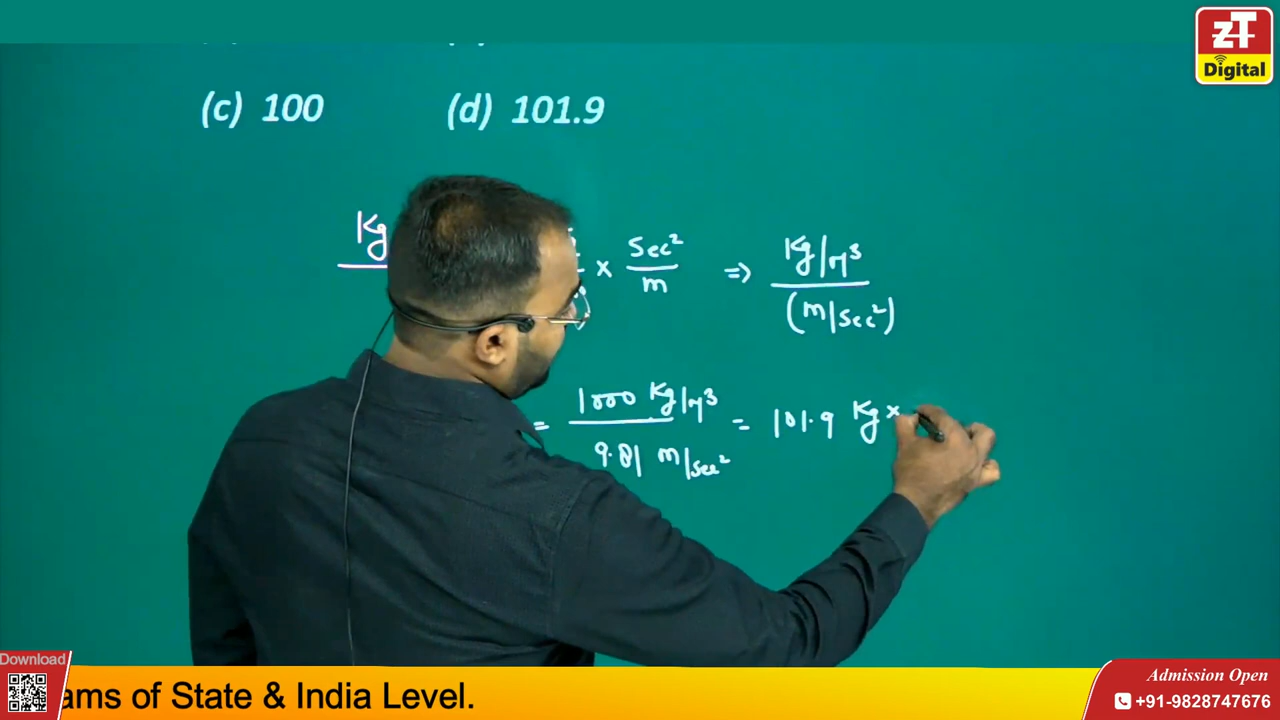 zT
Digital
(c) 100 (d) 101.9
Kg × Sec²/m ⇒ Kg/m³/(m/Sec²)
= 1000 Kg/m³/9.81 m/Sec² = 101.9 Kg ×
Download
ams of State & India Level.
Admission Open
+91-9828747676